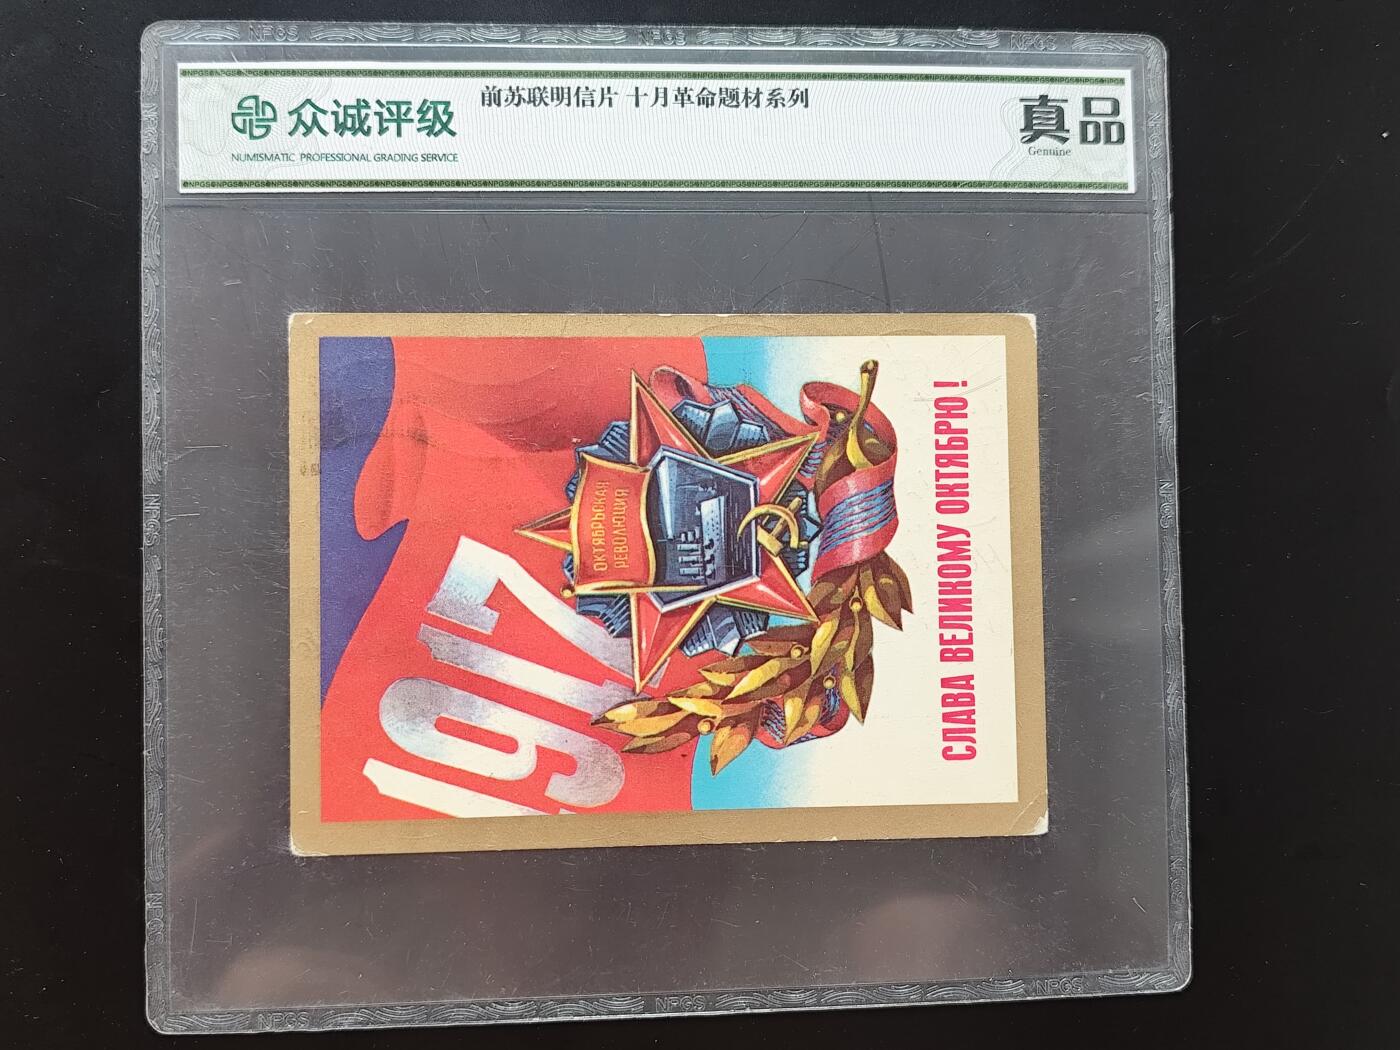 众诚评级
NUMISMATIC PROFESSIONAL GRADING SERVICE
前苏联明信片 十月革命题材系列
真品
Genuine
1917
ОКТЯБРЬСКАЯ
РЕВОЛЮЦИЯ
СЛАВА ВЕЛИКОМУ ОКТЯБРЮ!
NPGS